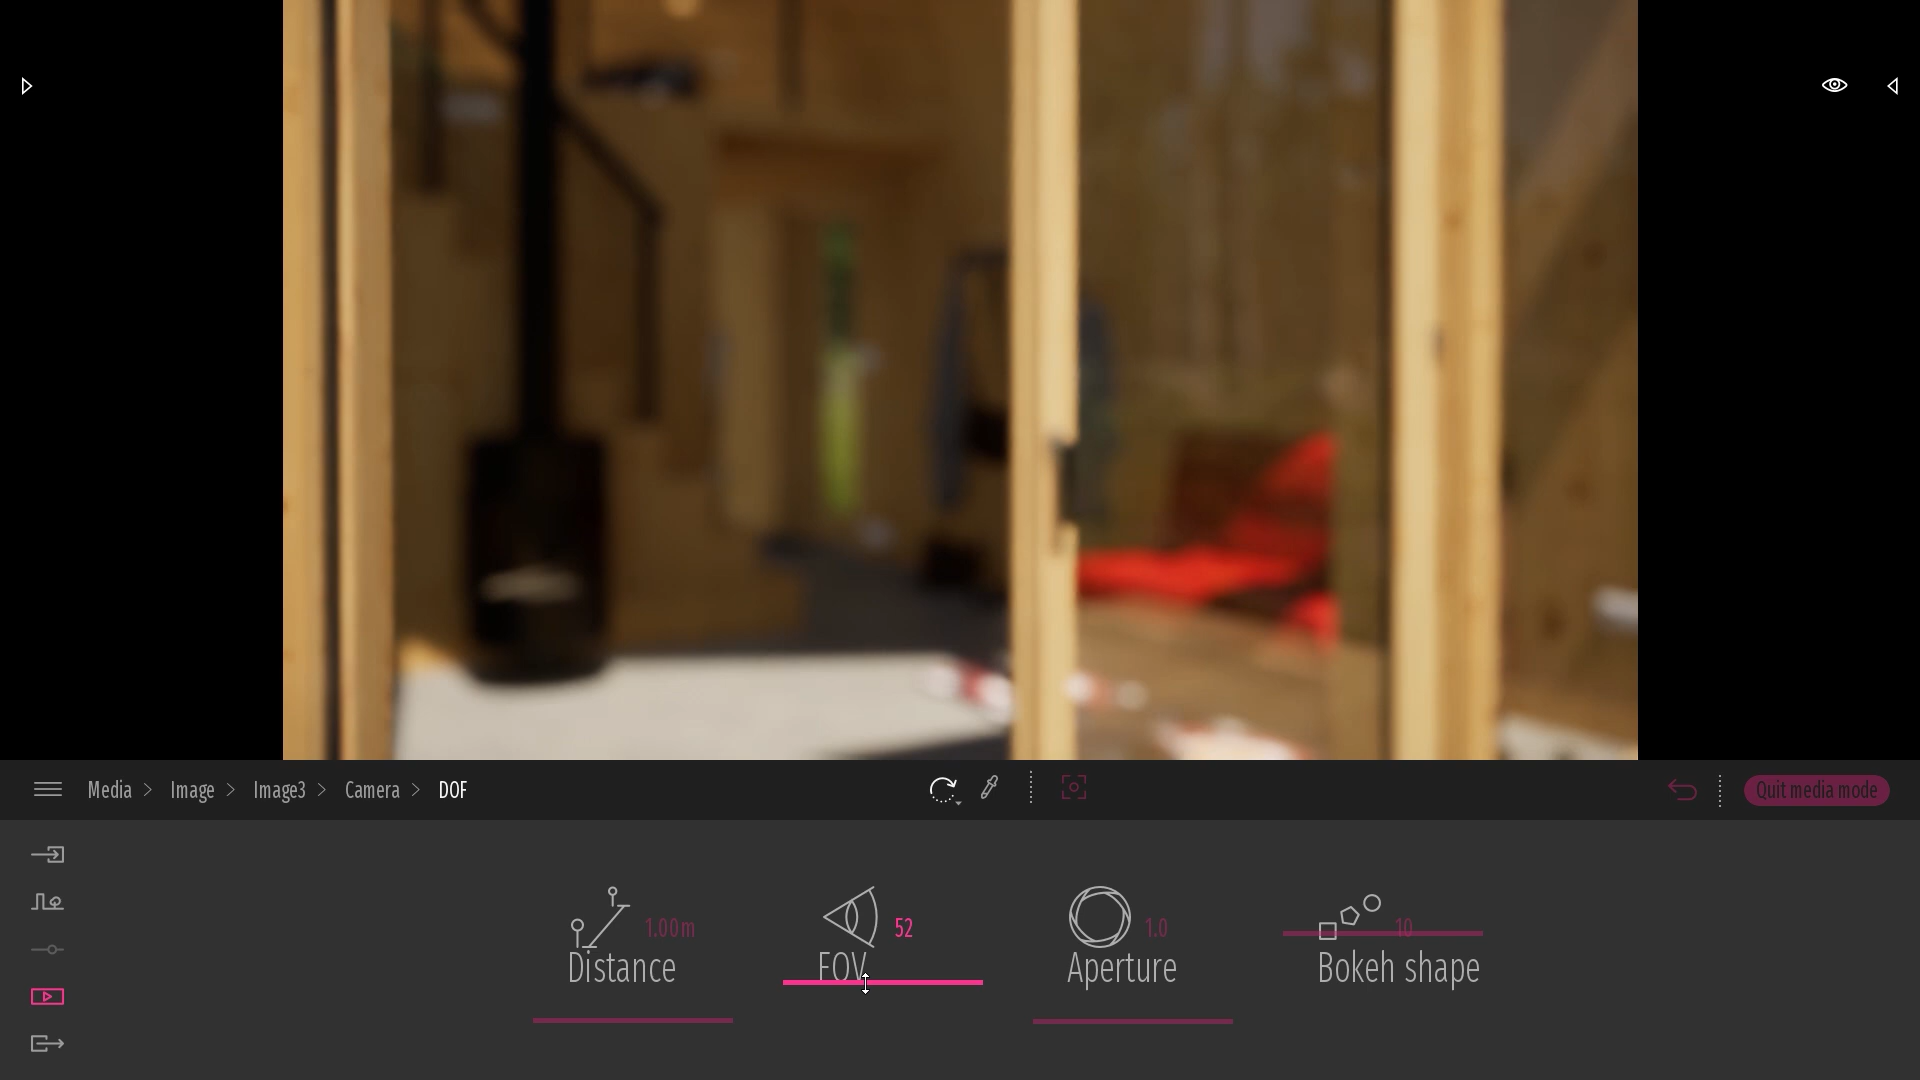 Media > Image > Image3 > Camera > DOF
Quit media mode
1.00m
52
1.0
10
Distance
FOV
Aperture
Bokeh shape